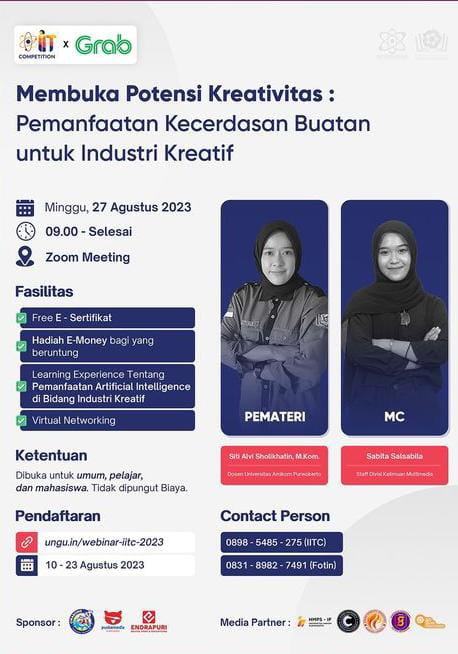 IIT
COMPETITION
x
Grab
Membuka Potensi Kreativitas :
Pemanfaatan Kecerdasan Buatan
untuk Industri Kreatif
Minggu, 27 Agustus 2023
09.00 - Selesai
Zoom Meeting
Fasilitas
Free E - Sertifikat
Hadiah E-Money bagi yang
beruntung
Learning Experience Tentang
Pemanfaatan Artificial Intelligence
di Bidang Industri Kreatif
Virtual Networking
PEMATERI
MC
Siti Alvi Sholikhatin, M.Kom.
Dosen Universitas Amikom Purwokerto
Sabita Salsabila
Staff Divisi Keilmuan Multimedia
Ketentuan
Dibuka untuk umum, pelajar,
dan mahasiswa. Tidak dipungut Biaya.
Pendaftaran
ungu.in/webinar-iitc-2023
10 - 23 Agustus 2023
Contact Person
0898 - 5485 - 275 (IITC)
0831 - 8982 - 7491 (Fotin)
Sponsor :
ENDRAPURI
Media Partner :
HMPS - IF